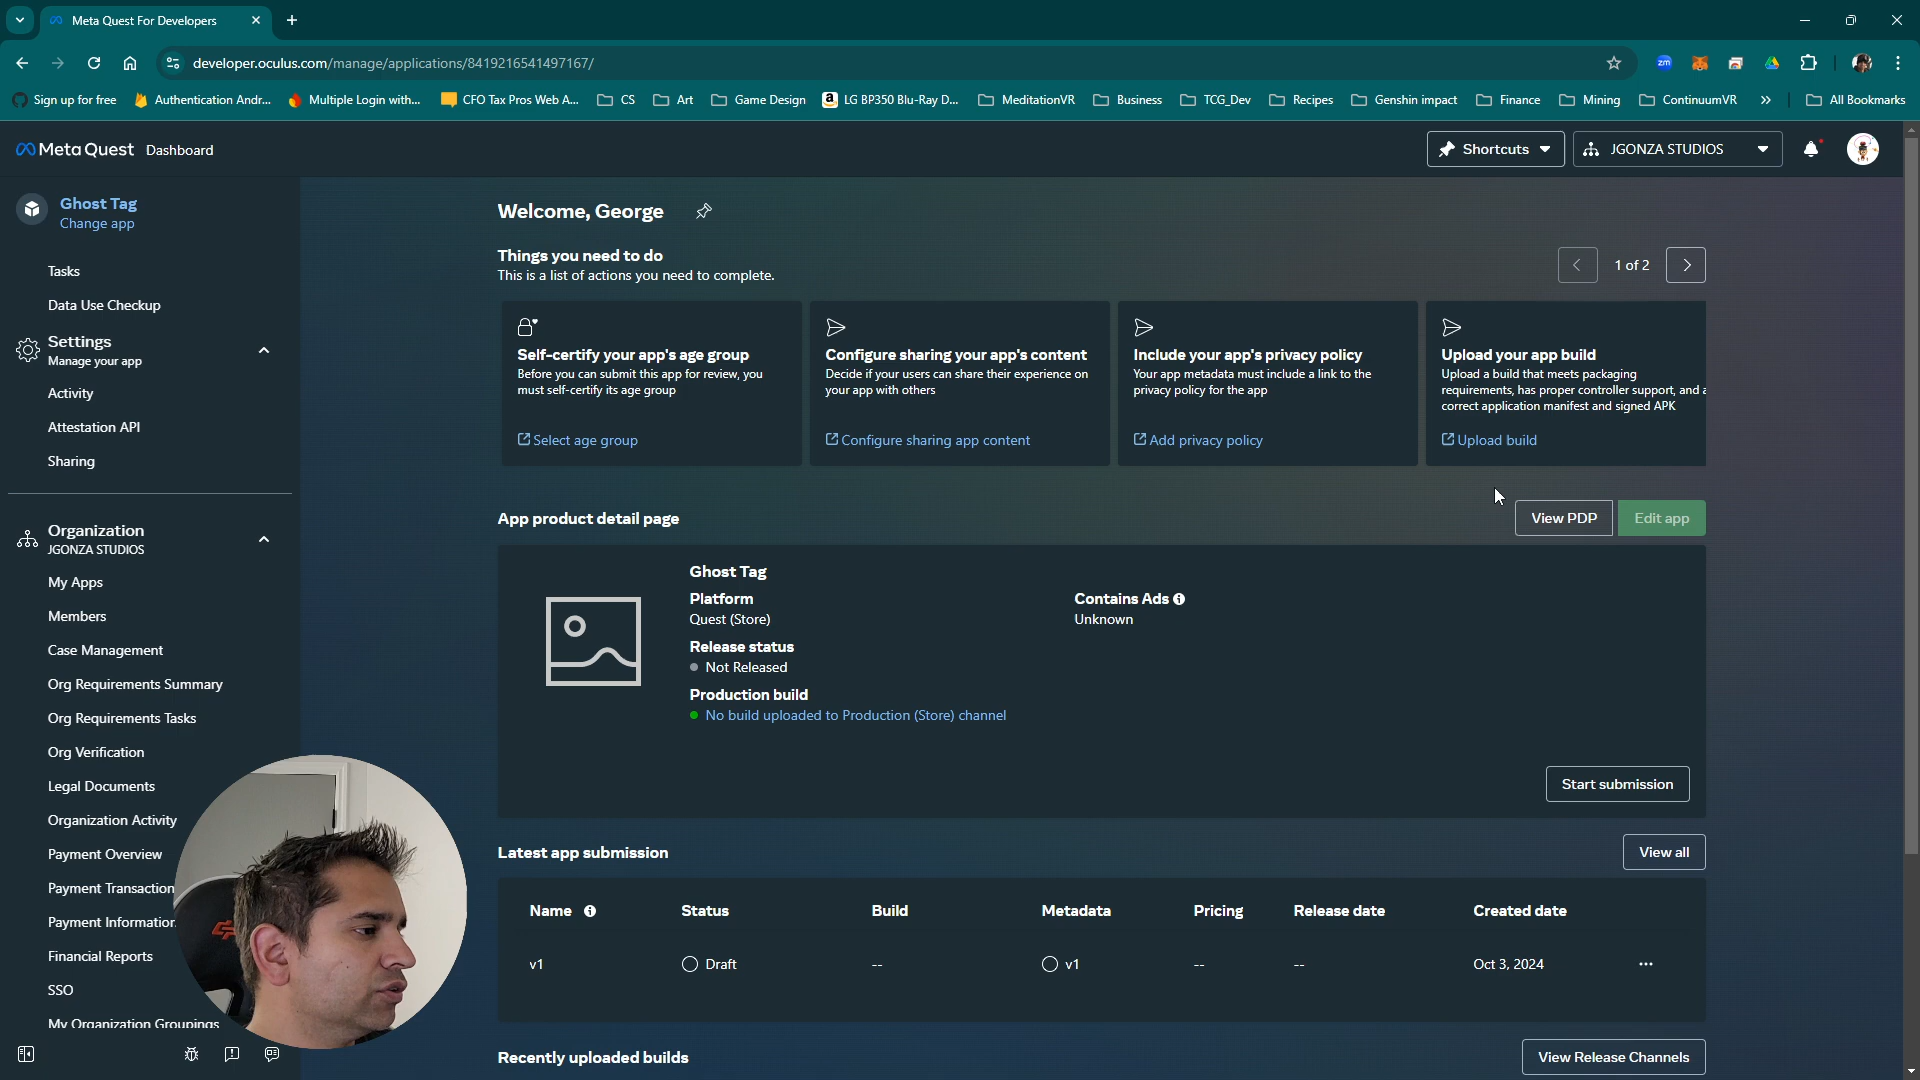 Meta Quest For Developers
developer.oculus.com/manage/applications/8419216541497167/
Sign up for free
Authentication Andr...
Multiple Login with...
CFO Tax Pros Web A...
CS
Art
Game Design
LG BP350 Blu-Ray D...
MeditationVR
Business
TCG_Dev
Recipes
Genshin impact
Finance
Mining
ContinuumVR
»
All Bookmarks
Meta Quest Dashboard
Shortcuts
JGONZA STUDIOS
Ghost Tag
Change app
Tasks
Data Use Checkup
Settings
Manage your app
Activity
Attestation API
Sharing
Organization
JGONZA STUDIOS
My Apps
Members
Case Management
Org Requirements Summary
Org Requirements Tasks
Org Verification
Legal Documents
Organization Activity
Payment Overview
Payment Transaction
Payment Information
Financial Reports
SSO
My Organization Groupings
Welcome, George
Things you need to do
This is a list of actions you need to complete.
1 of 2
Self-certify your app's age group
Before you can submit this app for review, you
must self-certify its age group
Select age group
Configure sharing your app's content
Decide if your users can share their experience on
your app with others
Configure sharing app content
Include your app's privacy policy
Your app metadata must include a link to the
privacy policy for the app
Add privacy policy
Upload your app build
Upload a build that meets packaging
requirements, has proper controller support, and a
correct application manifest and signed APK
Upload build
App product detail page
View PDP
Edit app
Ghost Tag
Platform
Quest (Store)
Release status
Not Released
Production build
No build uploaded to Production (Store) channel
Contains Ads
Unknown
Start submission
Latest app submission
View all
Name Status Build Metadata Pricing Release date Created date
v1 Draft -- v1 -- -- Oct 3, 2024 ...
Recently uploaded builds
View Release Channels